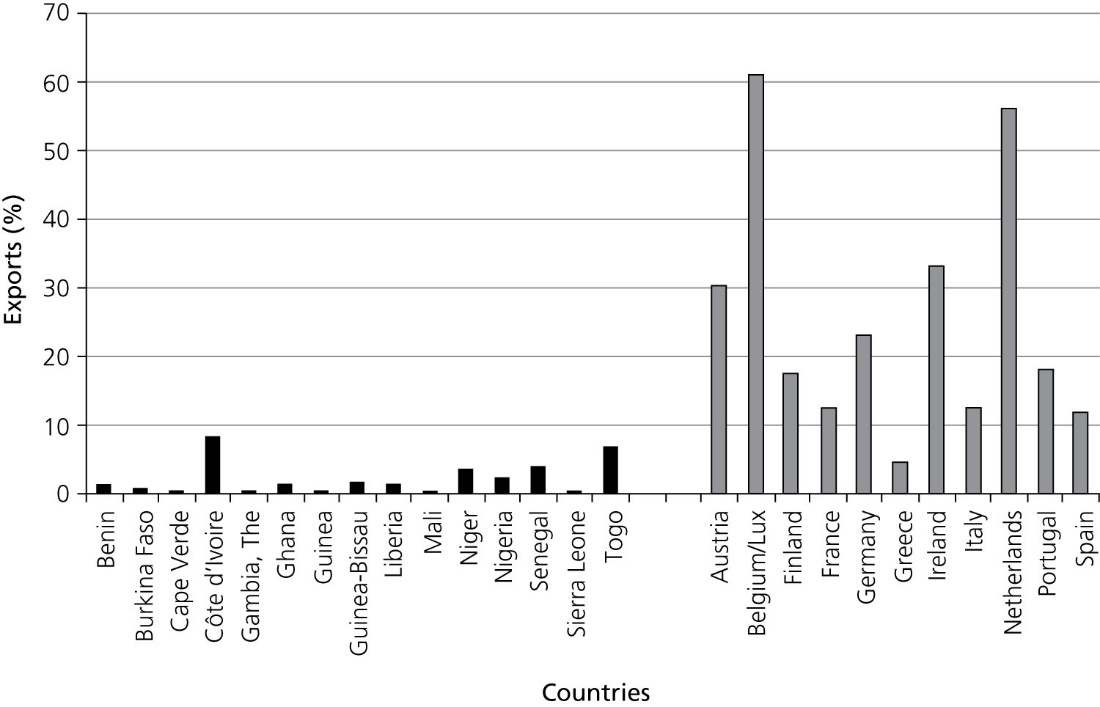 70
60
50
40
30
20
10
0
Exports (%)
Benin
Burkina Faso
Cape Verde
Côte d'Ivoire
Gambia, The
Ghana
Guinea
Guinea-Bissau
Liberia
Mali
Niger
Nigeria
Senegal
Sierra Leone
Togo
Austria
Belgium/Lux
Finland
France
Germany
Greece
Ireland
Italy
Netherlands
Portugal
Spain
Countries